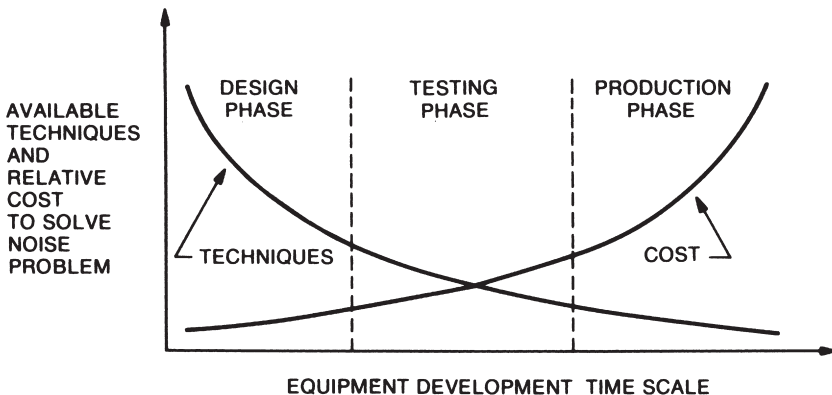 AVAILABLE
TECHNIQUES
AND
RELATIVE
COST
TO SOLVE
NOISE
PROBLEM
DESIGN
PHASE
TESTING
PHASE
PRODUCTION
PHASE
TECHNIQUES
COST
EQUIPMENT DEVELOPMENT TIME SCALE